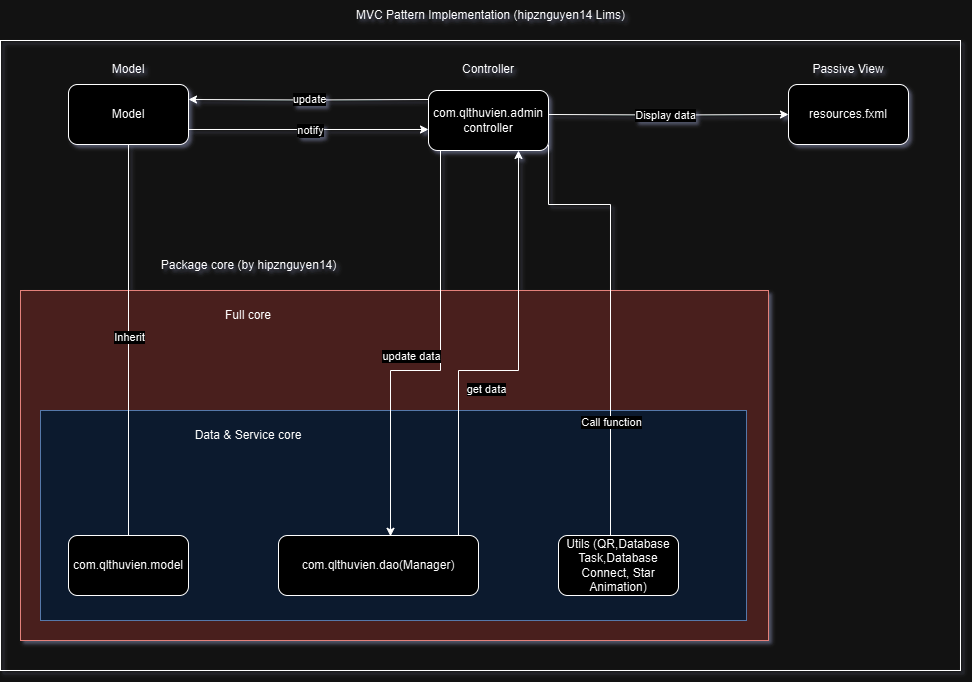 MVC Pattern Implementation (hipznguyen14 Lims)
Model
Controller
Passive View
Model
update
notify
com.qlthuvien.admin
controller
Display data
resources.fxml
Package core (by hipznguyen14)
Full core
Inherit
update data
get data
Call function
Data & Service core
com.qlthuvien.model
com.qlthuvien.dao(Manager)
Utils (QR,Database
Task,Database
Connect, Star
Animation)